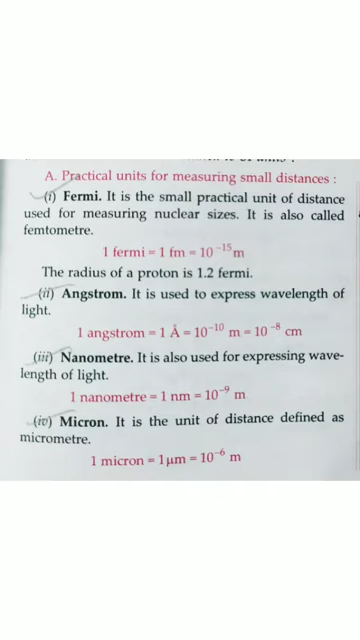 A. Practical units for measuring small distances :
(i) Fermi. It is the small practical unit of distance
used for measuring nuclear sizes. It is also called
femtometre.
1 fermi = 1 fm = 10⁻¹⁵ m
The radius of a proton is 1.2 fermi.
(ii) Angstrom. It is used to express wavelength of
light.
1 angstrom = 1 Å = 10⁻¹⁰ m = 10⁻⁸ cm
(iii) Nanometre. It is also used for expressing wave-
length of light.
1 nanometre = 1 nm = 10⁻⁹ m
(iv) Micron. It is the unit of distance defined as
micrometre.
1 micron = 1 μm = 10⁻⁶ m